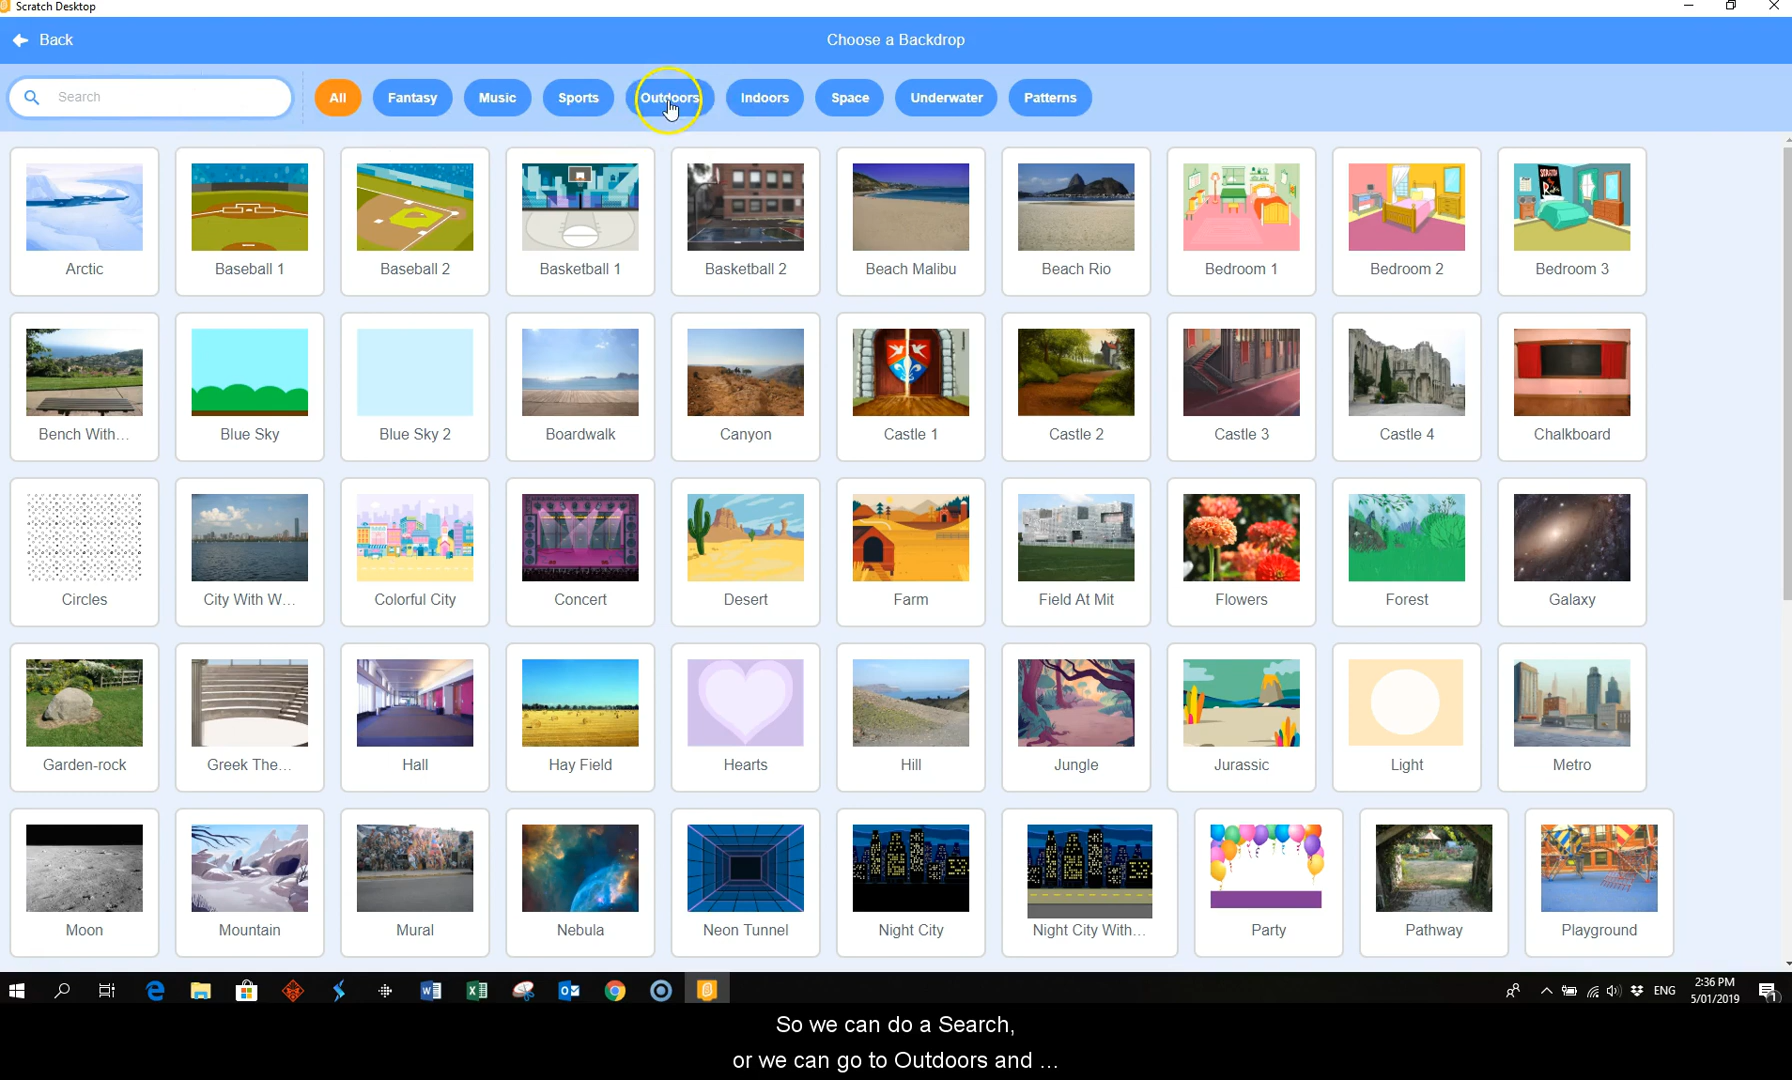 Scratch Desktop
Back
Choose a Backdrop
Search
All
Fantasy
Music
Sports
Outdoors
Indoors
Space
Underwater
Patterns
Arctic
Baseball 1
Baseball 2
Basketball 1
Basketball 2
Beach Malibu
Beach Rio
Bedroom 1
Bedroom 2
Bedroom 3
Bench With...
Blue Sky
Blue Sky 2
Boardwalk
Canyon
Castle 1
Castle 2
Castle 3
Castle 4
Chalkboard
Circles
City With W...
Colorful City
Concert
Desert
Farm
Field At Mit
Flowers
Forest
Galaxy
Garden-rock
Greek The...
Hall
Hay Field
Hearts
Hill
Jungle
Jurassic
Light
Metro
Moon
Mountain
Mural
Nebula
Neon Tunnel
Night City
Night City With...
Party
Pathway
Playground
ENG
2:36 PM
5/01/2019
1
So we can do a Search,
or we can go to Outdoors and ...